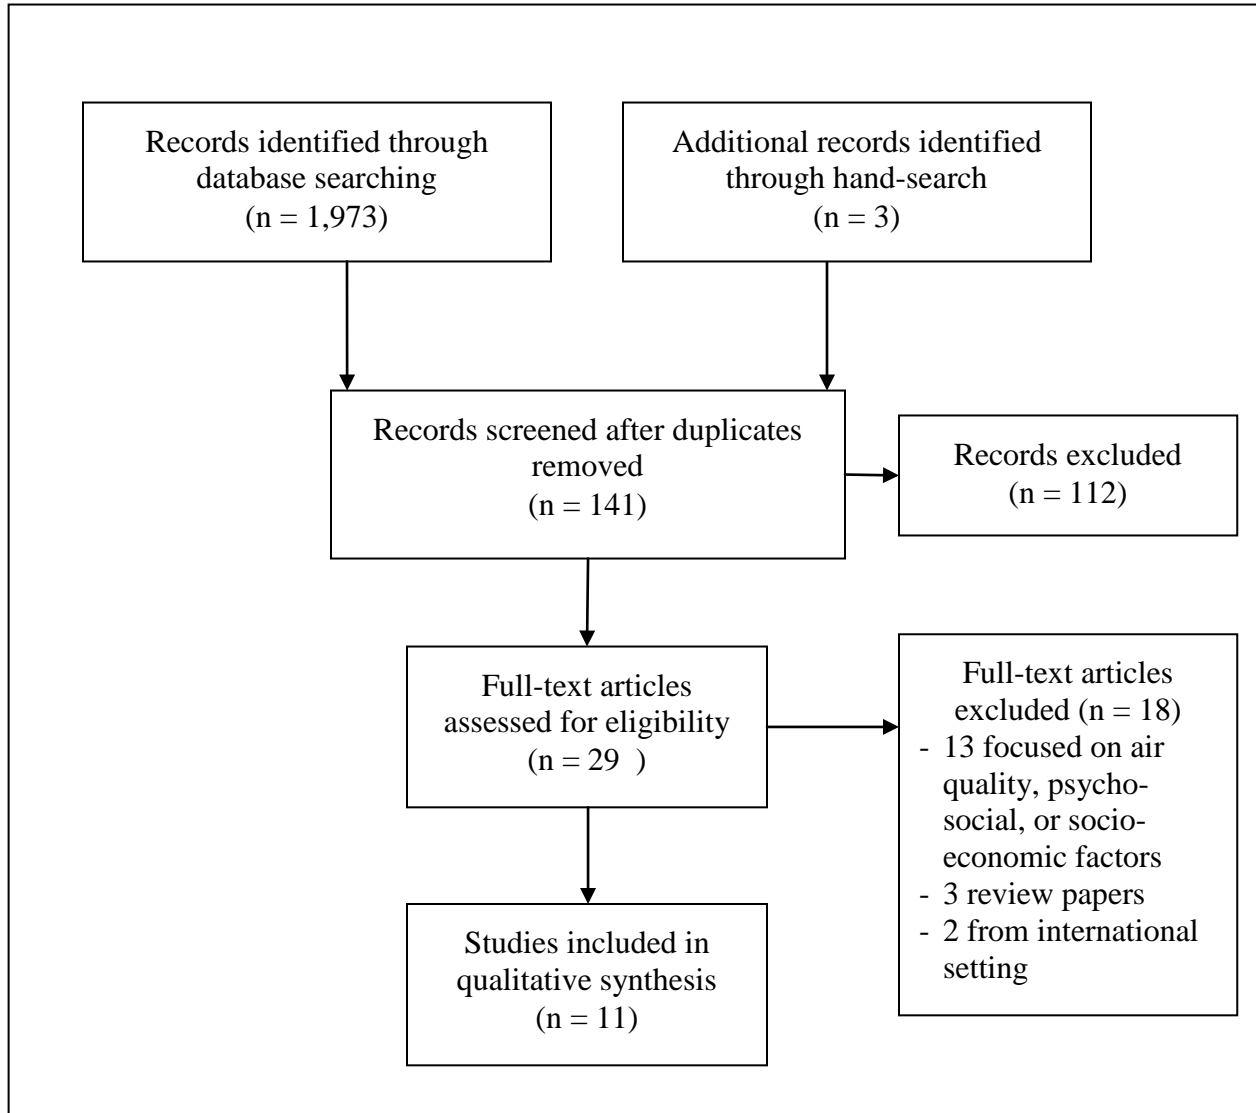 Records identified through
database searching
(n = 1,973)
Additional records identified
through hand-search
(n = 3)
Records screened after duplicates
removed
(n = 141)
Records excluded
(n = 112)
Full-text articles
assessed for eligibility
(n = 29  )
Full-text articles
excluded (n = 18)
- 13 focused on air
quality, psycho-
social, or socio-
economic factors
- 3 review papers
- 2 from international
setting
Studies included in
qualitative synthesis
(n = 11)